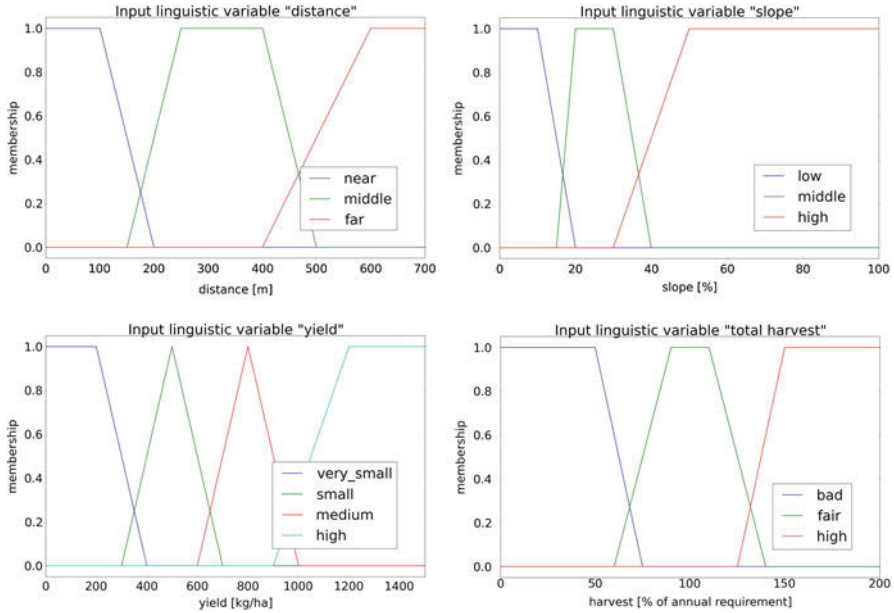 Input linguistic variable "distance"
membership
1.0
0.8
0.6
0.4
0.2
0.0
near
middle
far
0 100 200 300 400 500 600 700
distance [m]
Input linguistic variable "slope"
membership
1.0
0.8
0.6
0.4
0.2
0.0
low
middle
high
0 20 40 60 80 100
slope [%]
Input linguistic variable "yield"
membership
1.0
0.8
0.6
0.4
0.2
0.0
very_small
small
medium
high
0 200 400 600 800 1000 1200 1400
yield [kg/ha]
Input linguistic variable "total harvest"
membership
1.0
0.8
0.6
0.4
0.2
0.0
bad
fair
high
0 50 100 150 200
harvest [% of annual requirement]